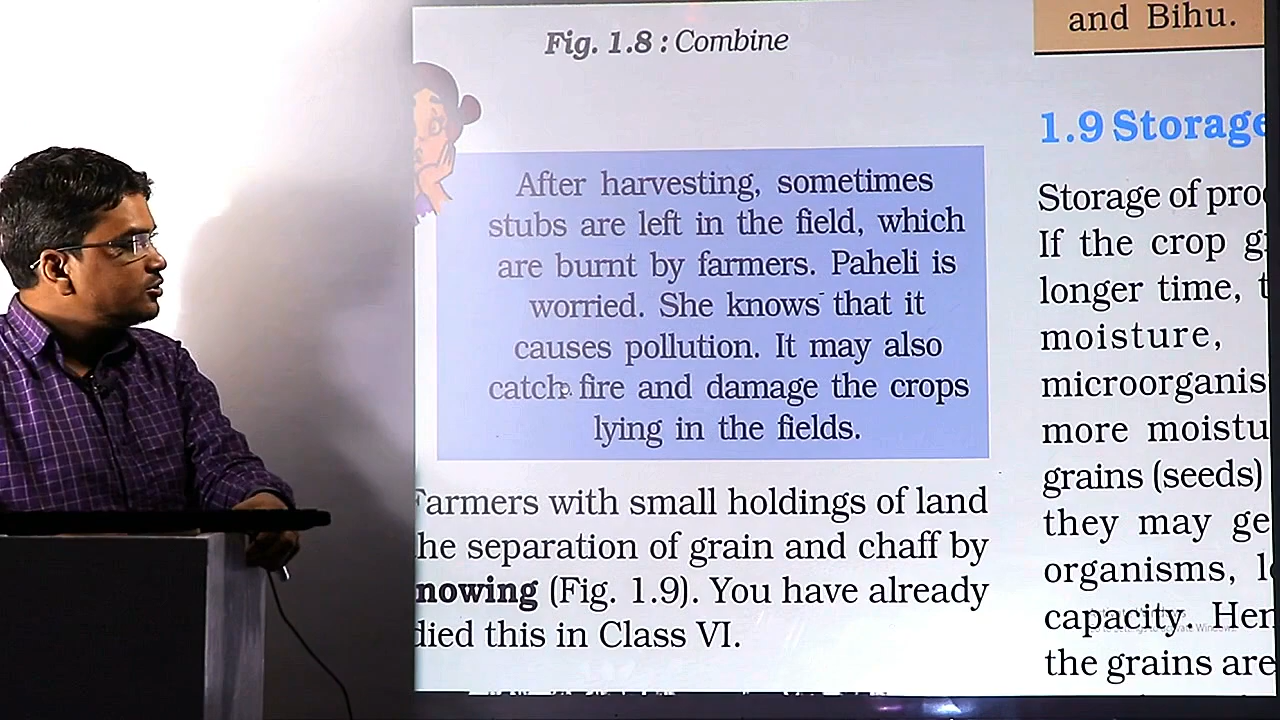 Fig. 1.8 : Combine
After harvesting, sometimes
stubs are left in the field, which
are burnt by farmers. Paheli is
worried. She knows that it
causes pollution. It may also
catch fire and damage the crops
lying in the fields.
Farmers with small holdings of land
he separation of grain and chaff by
nowing (Fig. 1.9). You have already
died this in Class VI.
and Bihu.
1.9 Storage
Storage of pro
If the crop g
longer time, t
moisture,
microorganis
more moistu
grains (seeds)
they may ge
organisms, l
capacity. Hen
the grains are